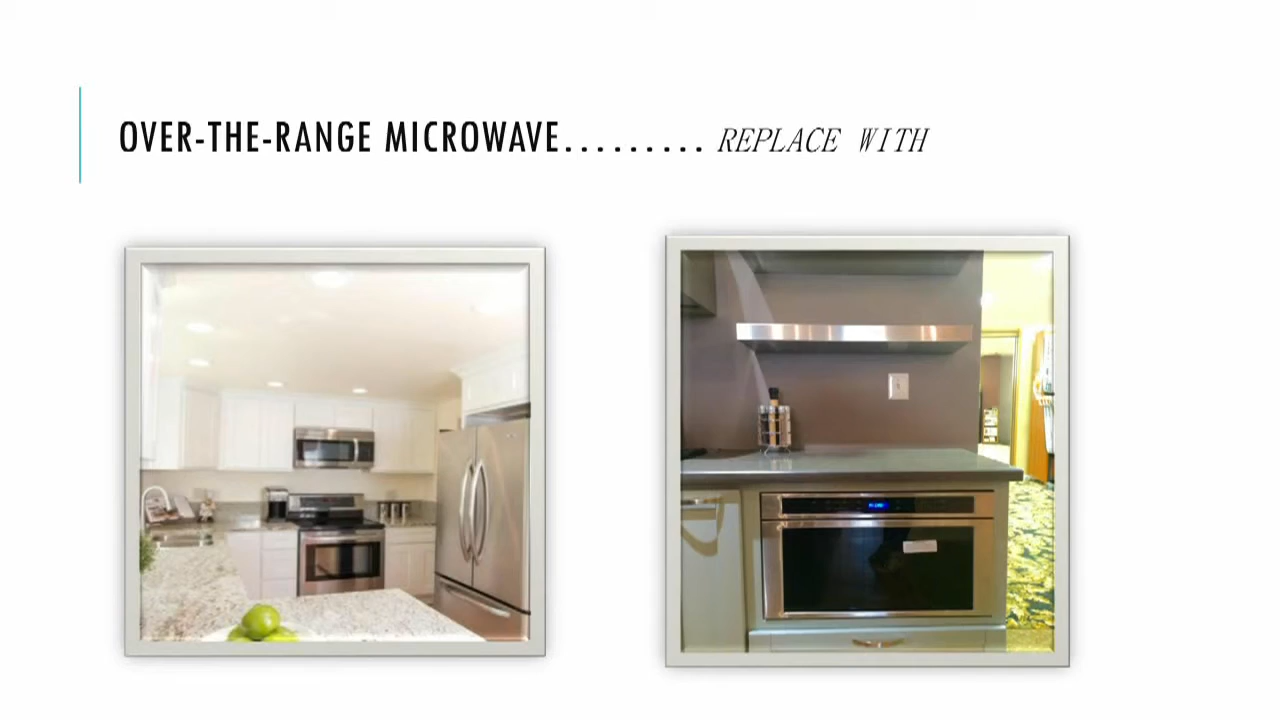 OVER-THE-RANGE MICROWAVE......... REPLACE WITH